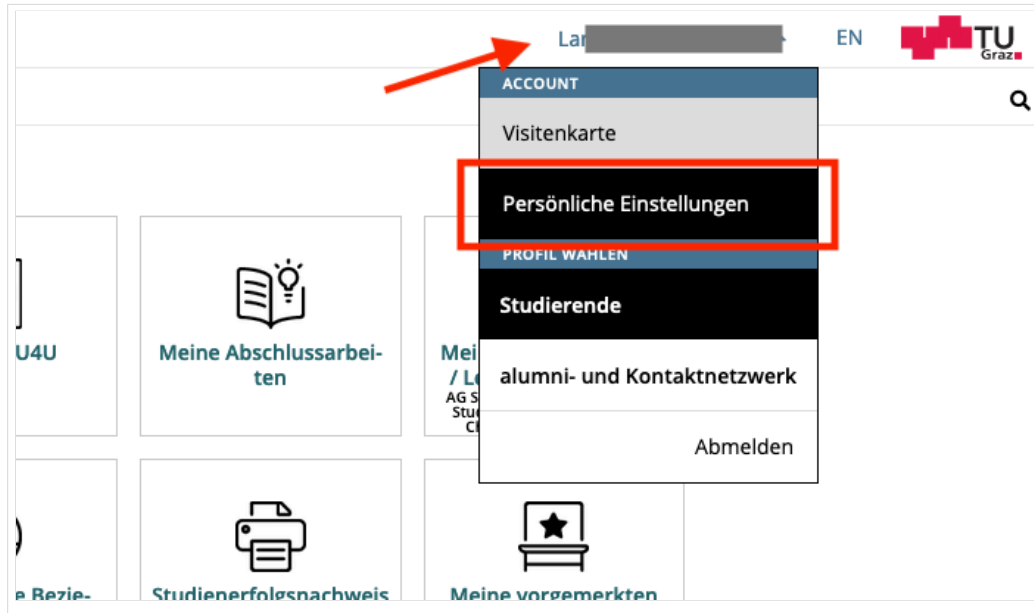 EN
TU
Graz
ACCOUNT
Visitenkarte
Persönliche Einstellungen
PROFIL WÄHLEN
Studierende
alumni- und Kontaktnetzwerk
Abmelden
U4U
Meine Abschlussarbei-
ten
AG
Studienerfolgsnachweis
Meine vorgemerkten